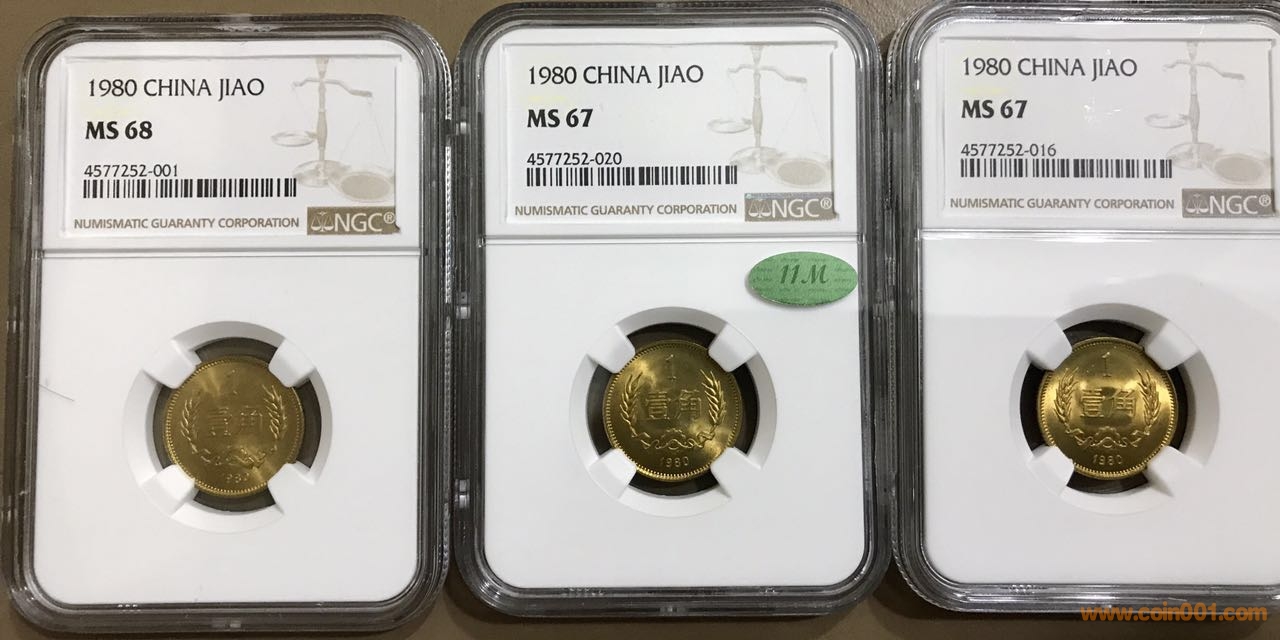 1980 CHINA JIAO
MS 68
4577252-001
NUMISMATIC GUARANTY CORPORATION NGC®
1
壹角
1980 CHINA JIAO
MS 67
4577252-020
NUMISMATIC GUARANTY CORPORATION NGC®
11M
1
壹角
1980
1980 CHINA JIAO
MS 67
4577252-016
NUMISMATIC GUARANTY CORPORATION NGC®
1
壹角
1980
www.coin001.com